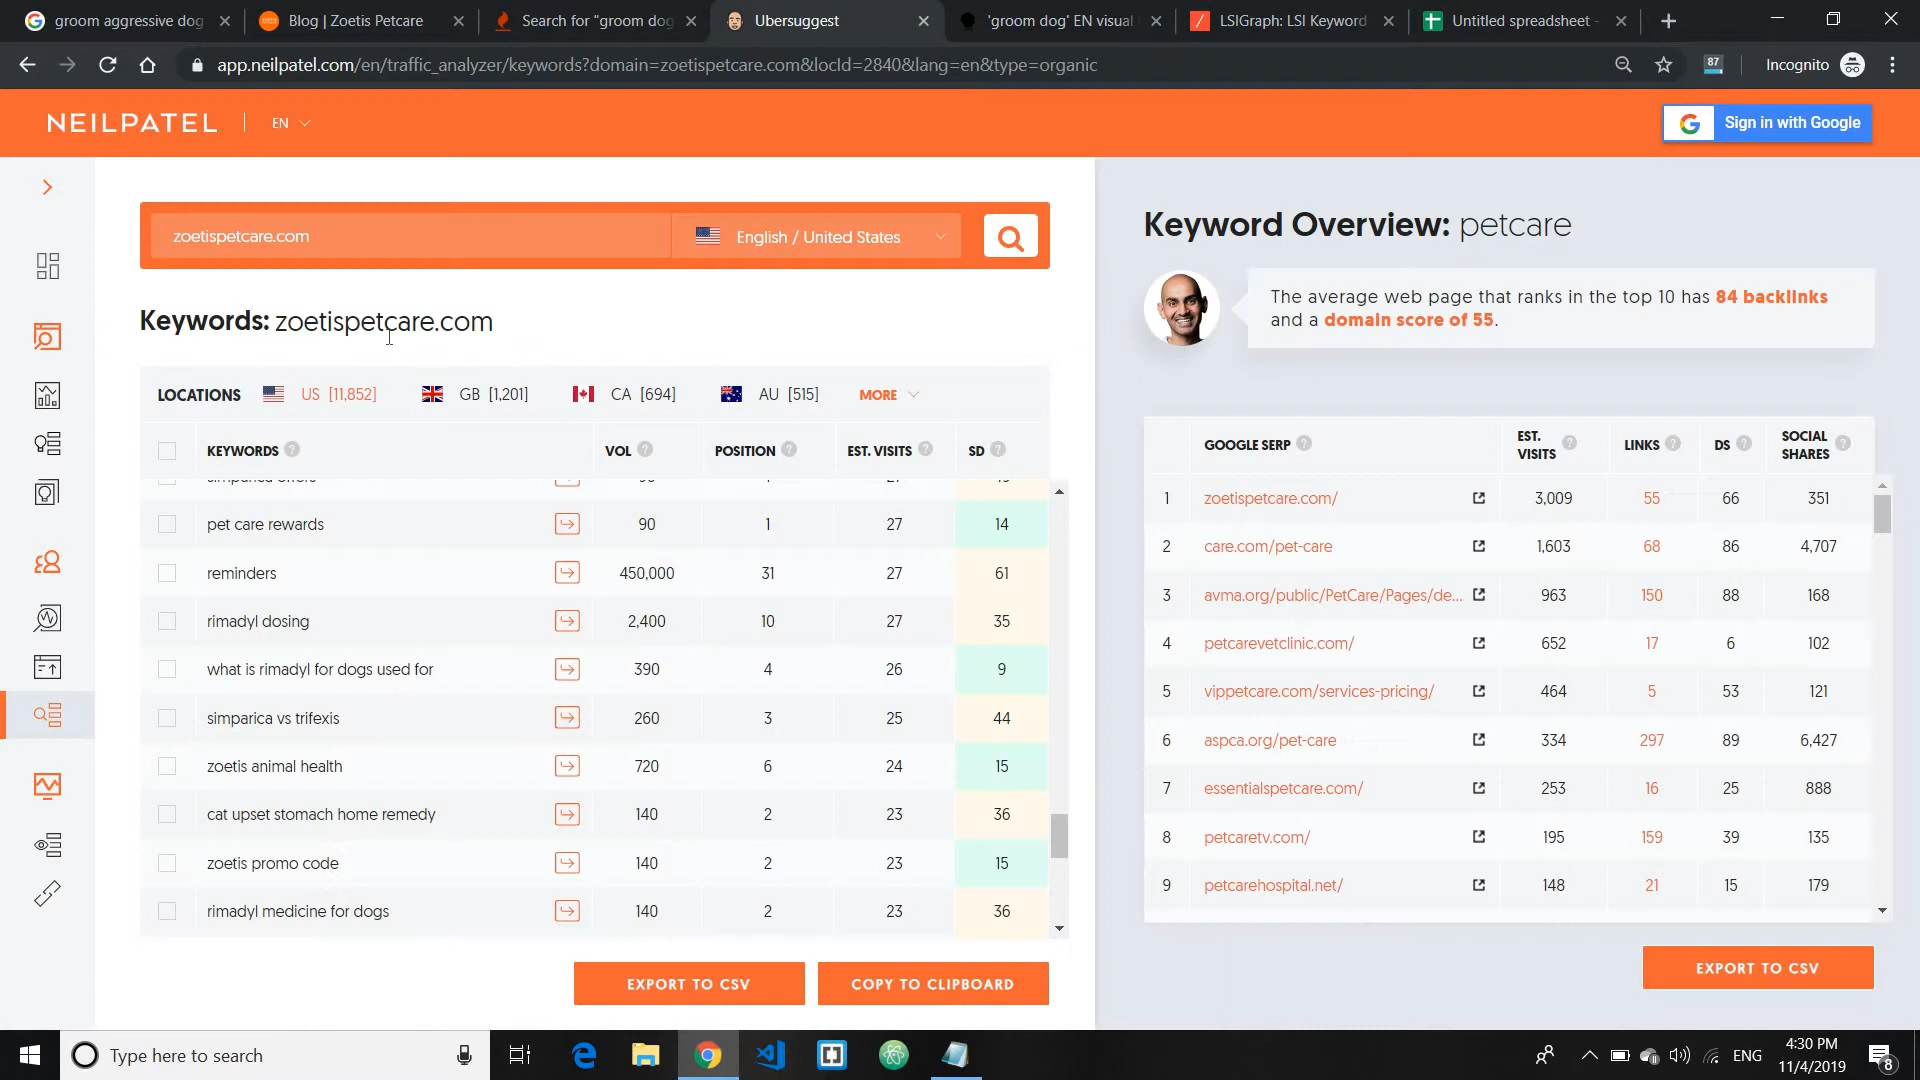 groom aggressive dog
Blog | Zoetis Petcare
Search for "groom dog
Ubersuggest
'groom dog' EN visual
LSIGraph: LSI Keyword
Untitled spreadsheet -
app.neilpatel.com/en/traffic_analyzer/keywords?domain=zoetispetcare.com&locId=2840&lang=en&type=organic
87
Incognito
NEILPATEL
EN
Sign in with Google
zoetispetcare.com
English / United States
Keywords: zoetispetcare.com
LOCATIONS US [11,852] GB [1,201] CA [694] AU [515] MORE
KEYWORDS ? VOL ? POSITION ? EST. VISITS ? SD ?
pet care rewards 90 1 27 14
reminders 450,000 31 27 61
rimadyl dosing 2,400 10 27 35
what is rimadyl for dogs used for 390 4 26 9
simparica vs trifexis 260 3 25 44
zoetis animal health 720 6 24 15
cat upset stomach home remedy 140 2 23 36
zoetis promo code 140 2 23 15
rimadyl medicine for dogs 140 2 23 36
EXPORT TO CSV
COPY TO CLIPBOARD
Keyword Overview: petcare
The average web page that ranks in the top 10 has 84 backlinks
and a domain score of 55.
GOOGLE SERP ? EST. VISITS ? LINKS ? DS ? SOCIAL SHARES ?
1 zoetispetcare.com/ 3,009 55 66 351
2 care.com/pet-care 1,603 68 86 4,707
3 avma.org/public/PetCare/Pages/de... 963 150 88 168
4 petcarevetclinic.com/ 652 17 6 102
5 vippetcare.com/services-pricing/ 464 5 53 121
6 aspca.org/pet-care 334 297 89 6,427
7 essentialspetcare.com/ 253 16 25 888
8 petcaretv.com/ 195 159 39 135
9 petcarehospital.net/ 148 21 15 179
EXPORT TO CSV
Type here to search
ENG
4:30 PM
11/4/2019
8